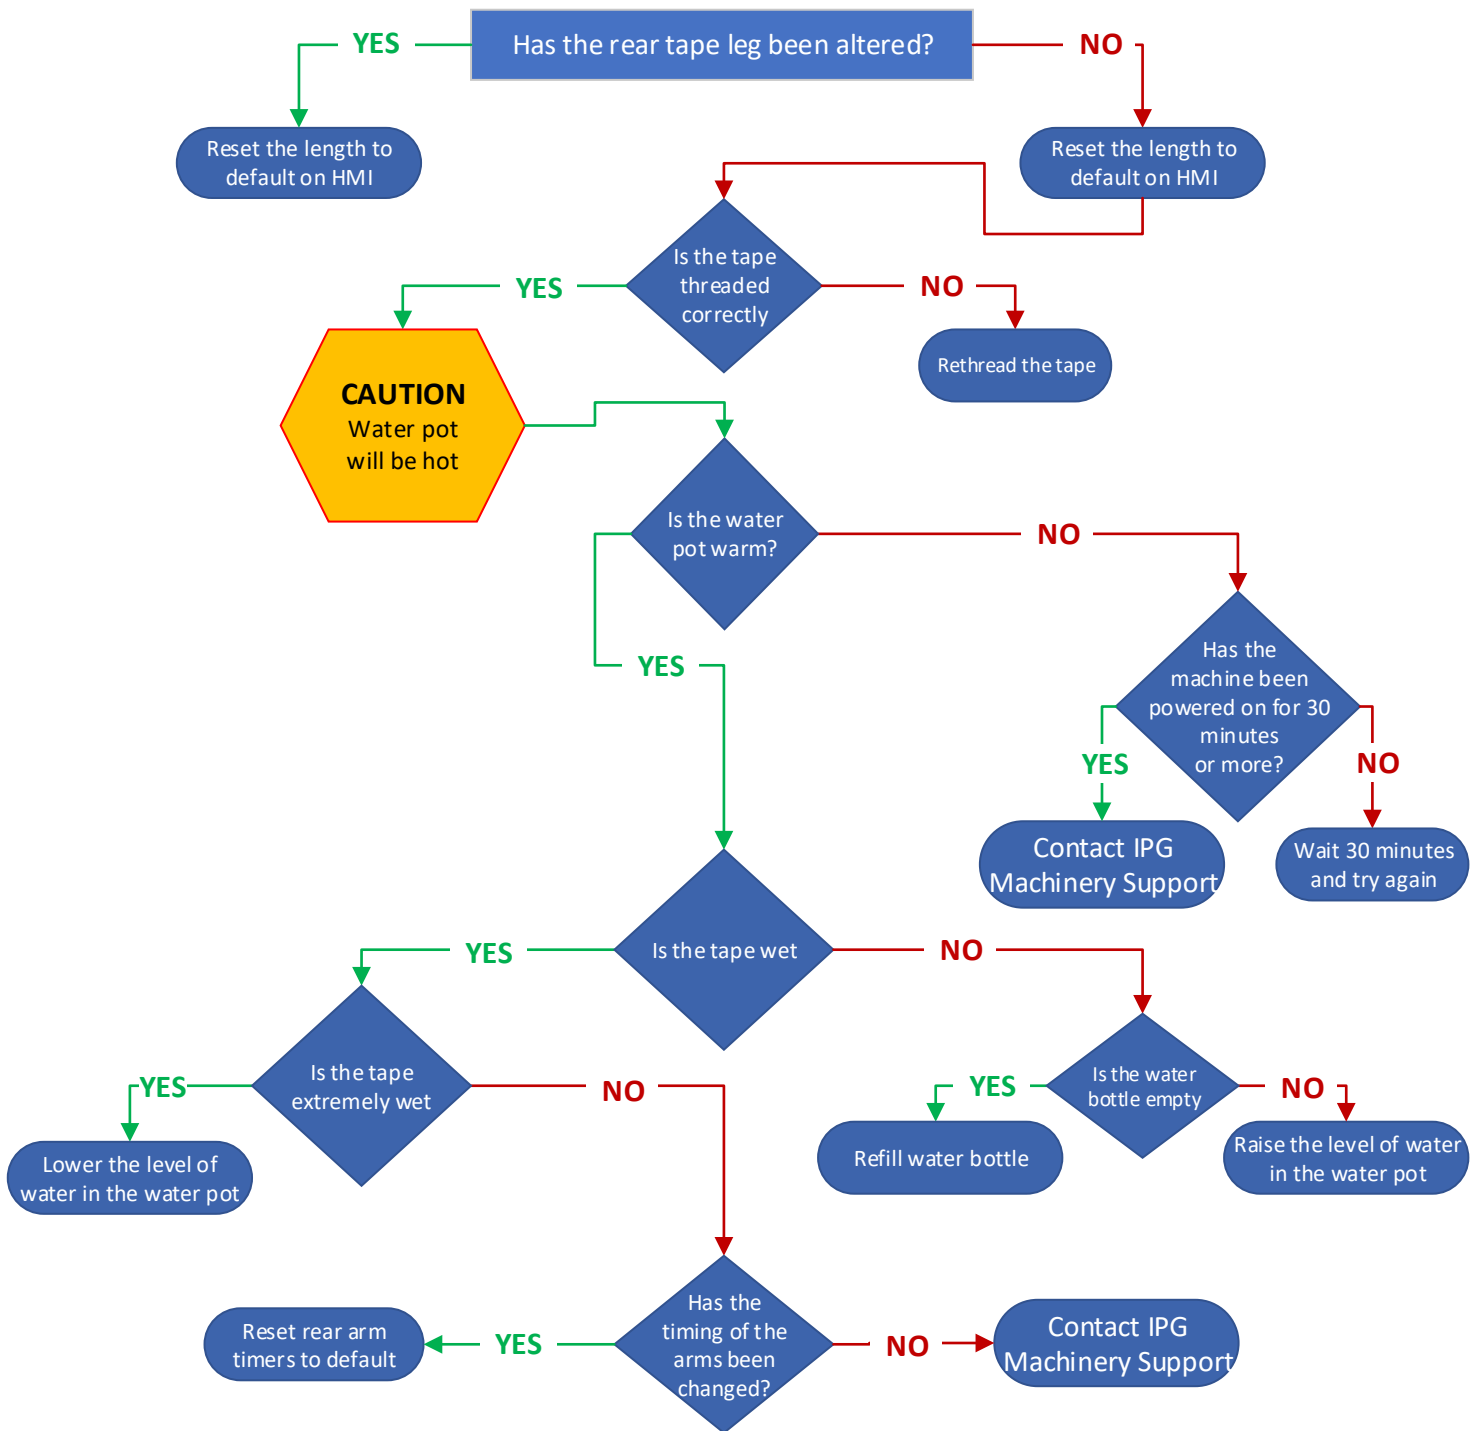 Has the rear tape leg been altered?
YES
NO
Reset the length to
default on HMI
Reset the length to
default on HMI
Is the tape
threaded
correctly
YES
NO
CAUTION
Water pot
will be hot
Rethread the tape
Is the water
pot warm?
NO
YES
Has the
machine been
powered on for 30
minutes
or more?
YES
NO
Contact IPG
Machinery Support
Wait 30 minutes
and try again
Is the tape wet
YES
NO
Is the tape
extremely wet
YES
NO
Is the water
bottle empty
YES
NO
Lower the level of
water in the water pot
Refill water bottle
Raise the level of water
in the water pot
Has the
timing of the
arms been
changed?
YES
NO
Reset rear arm
timers to default
Contact IPG
Machinery Support